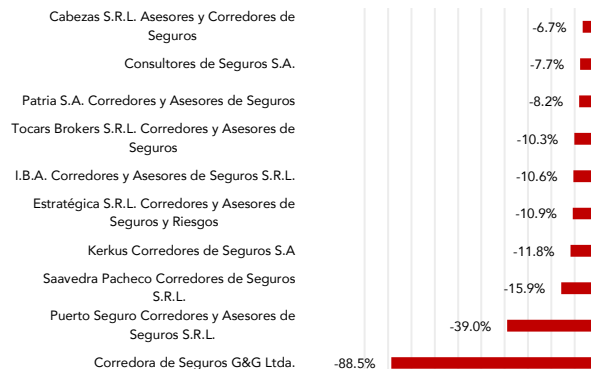 Cabezas S.R.L. Asesores y Corredores de
Seguros
-6.7%
Consultores de Seguros S.A.
-7.7%
Patria S.A. Corredores y Asesores de Seguros
-8.2%
Tocars Brokers S.R.L. Corredores y Asesores de
Seguros
-10.3%
I.B.A. Corredores y Asesores de Seguros S.R.L.
-10.6%
Estratégica S.R.L. Corredores y Asesores de
Seguros y Riesgos
-10.9%
Kerkus Corredores de Seguros S.A
-11.8%
Saavedra Pacheco Corredores de Seguros
S.R.L.
-15.9%
Puerto Seguro Corredores y Asesores de
Seguros S.R.L.
-39.0%
Corredora de Seguros G&G Ltda.
-88.5%